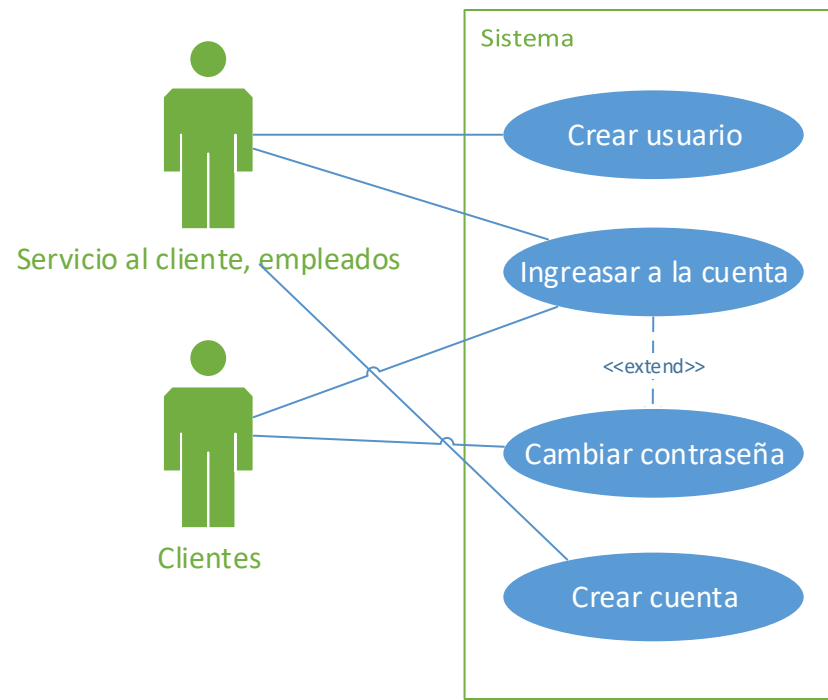 Sistema
Crear usuario
Servicio al cliente, empleados
Ingreasar a la cuenta
<<extend>>
Cambiar contraseña
Clientes
Crear cuenta